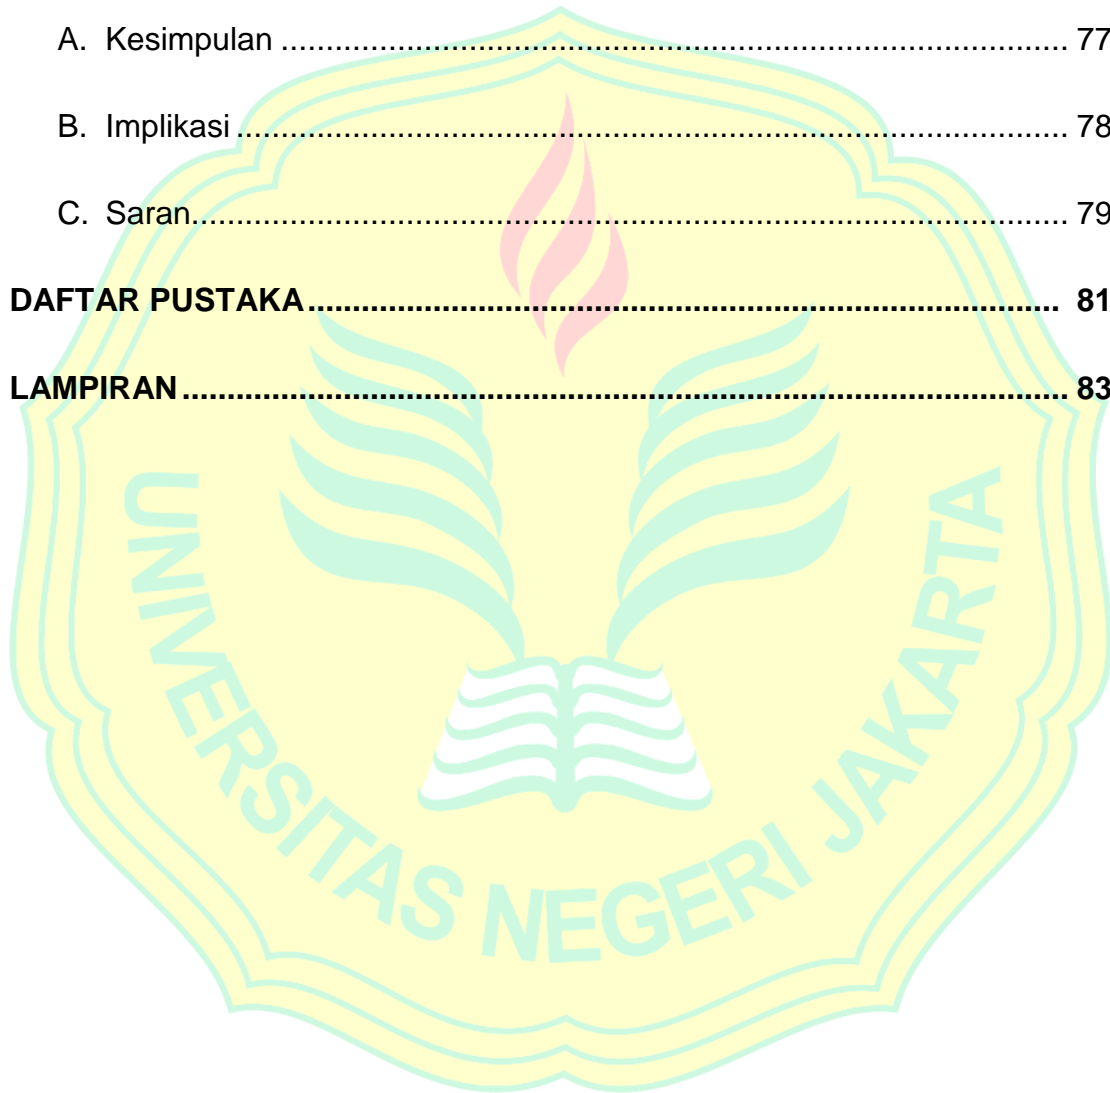 A. Kesimpulan ........................................................................................ 77
B. Implikasi ............................................................................................. 78
C. Saran.................................................................................................. 79
DAFTAR PUSTAKA.................................................................................... 81
LAMPIRAN ................................................................................................... 83
UNIVERSITAS NEGERI JAKARTA